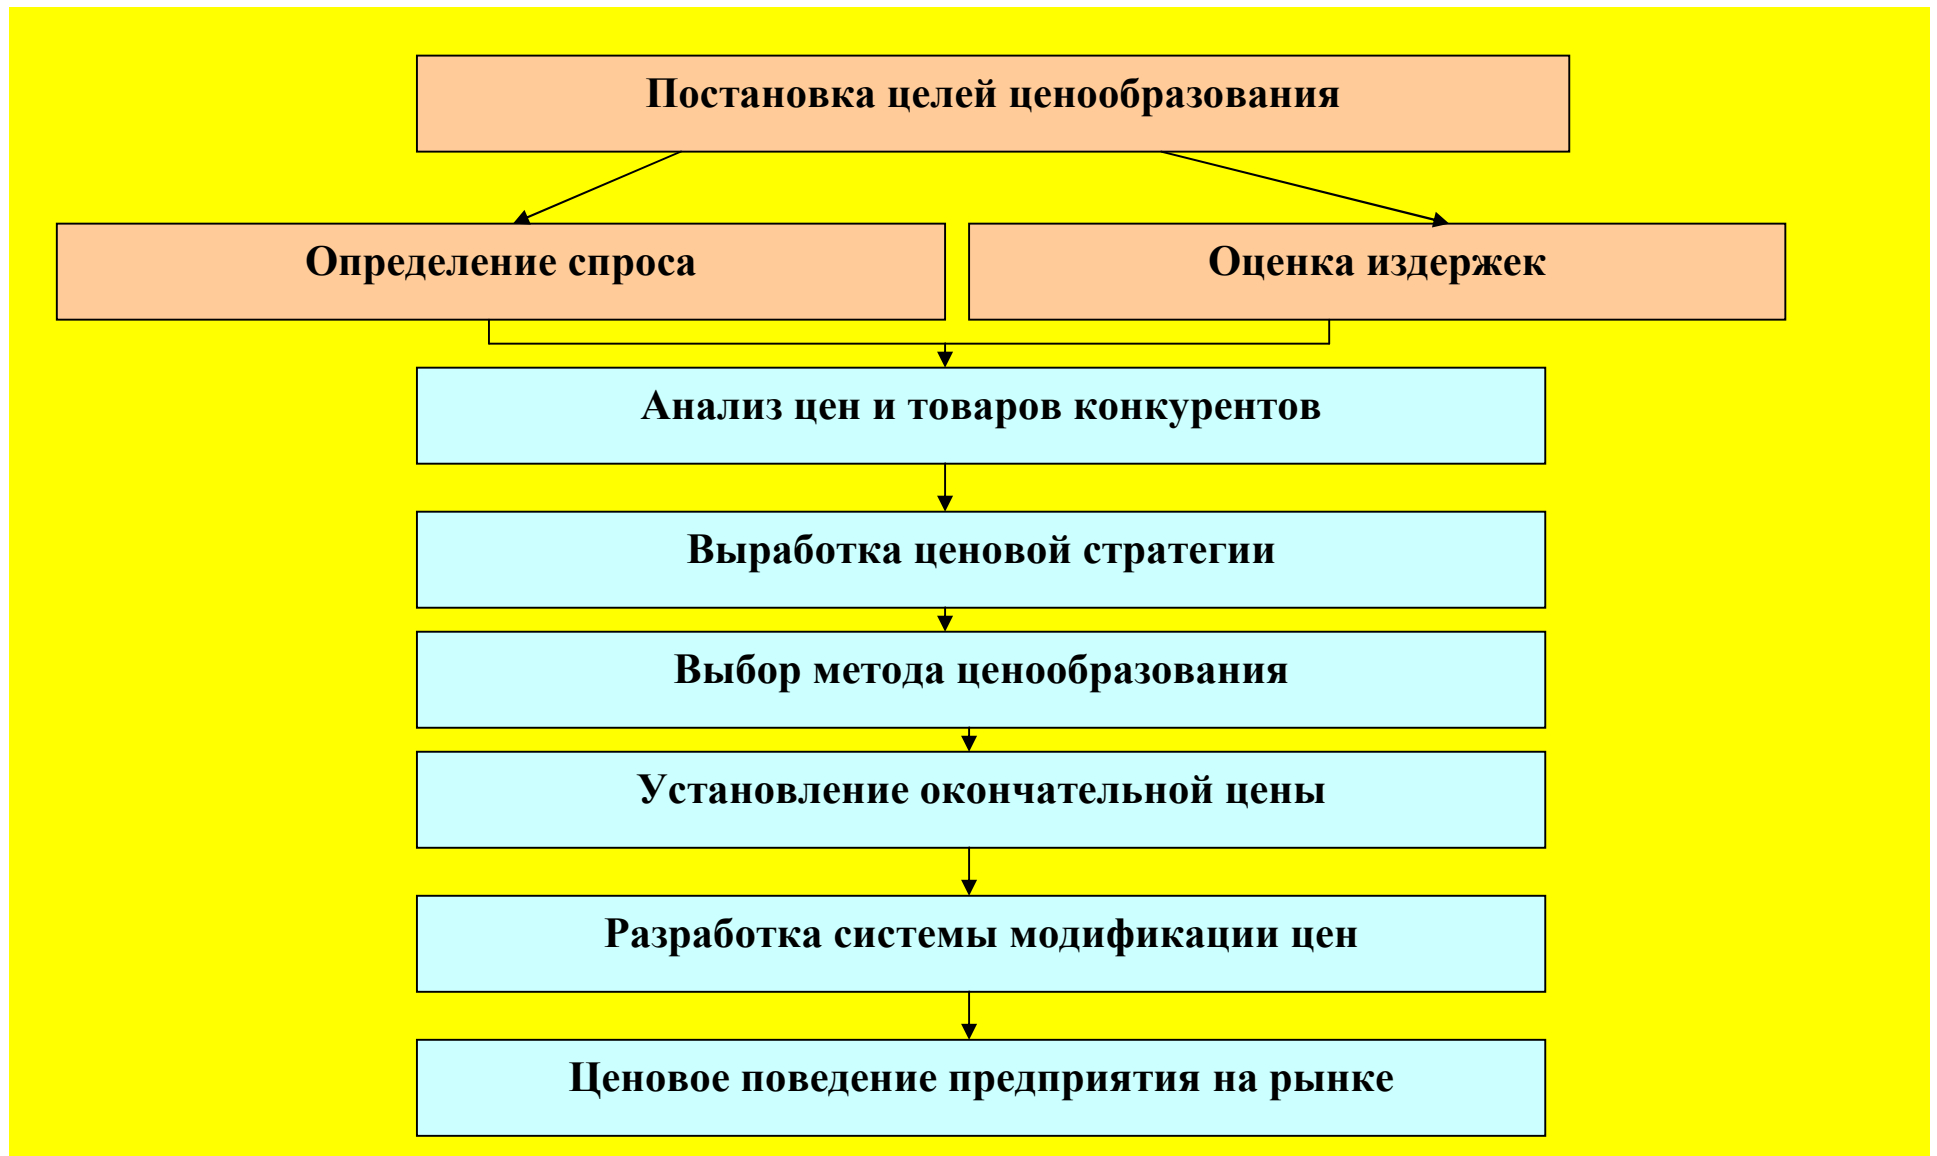 Постановка целей ценообразования
Определение спроса
Оценка издержек
Анализ цен и товаров конкурентов
Выработка ценовой стратегии
Выбор метода ценообразования
Установление окончательной цены
Разработка системы модификации цен
Ценовое поведение предприятия на рынке